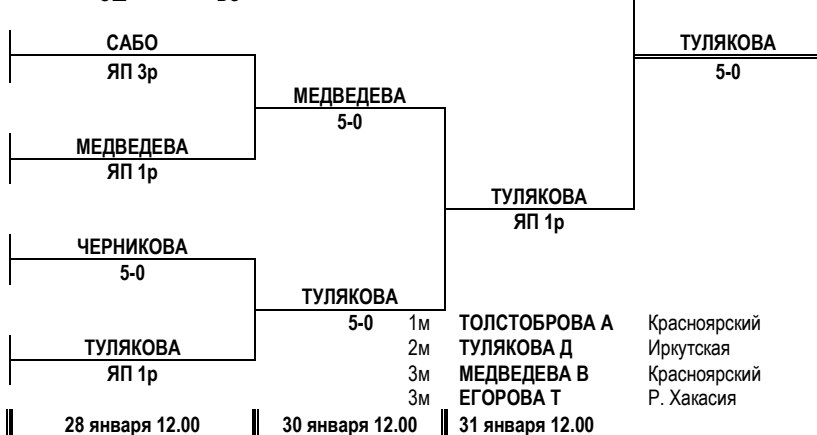 САБО
ЯП 3р
ТУЛЯКОВА
5-0
МЕДВЕДЕВА
5-0
МЕДВЕДЕВА
ЯП 1р
ТУЛЯКОВА
ЯП 1р
ЧЕРНИКОВА
5-0
ТУЛЯКОВА
5-0
1м ТОЛСТОБРОВА А Красноярский
2м ТУЛЯКОВА Д Иркутская
3м МЕДВЕДЕВА В Красноярский
3м ЕГОРОВА Т Р. Хакасия
ТУЛЯКОВА
ЯП 1р
28 января 12.00 30 января 12.00 31 января 12.00